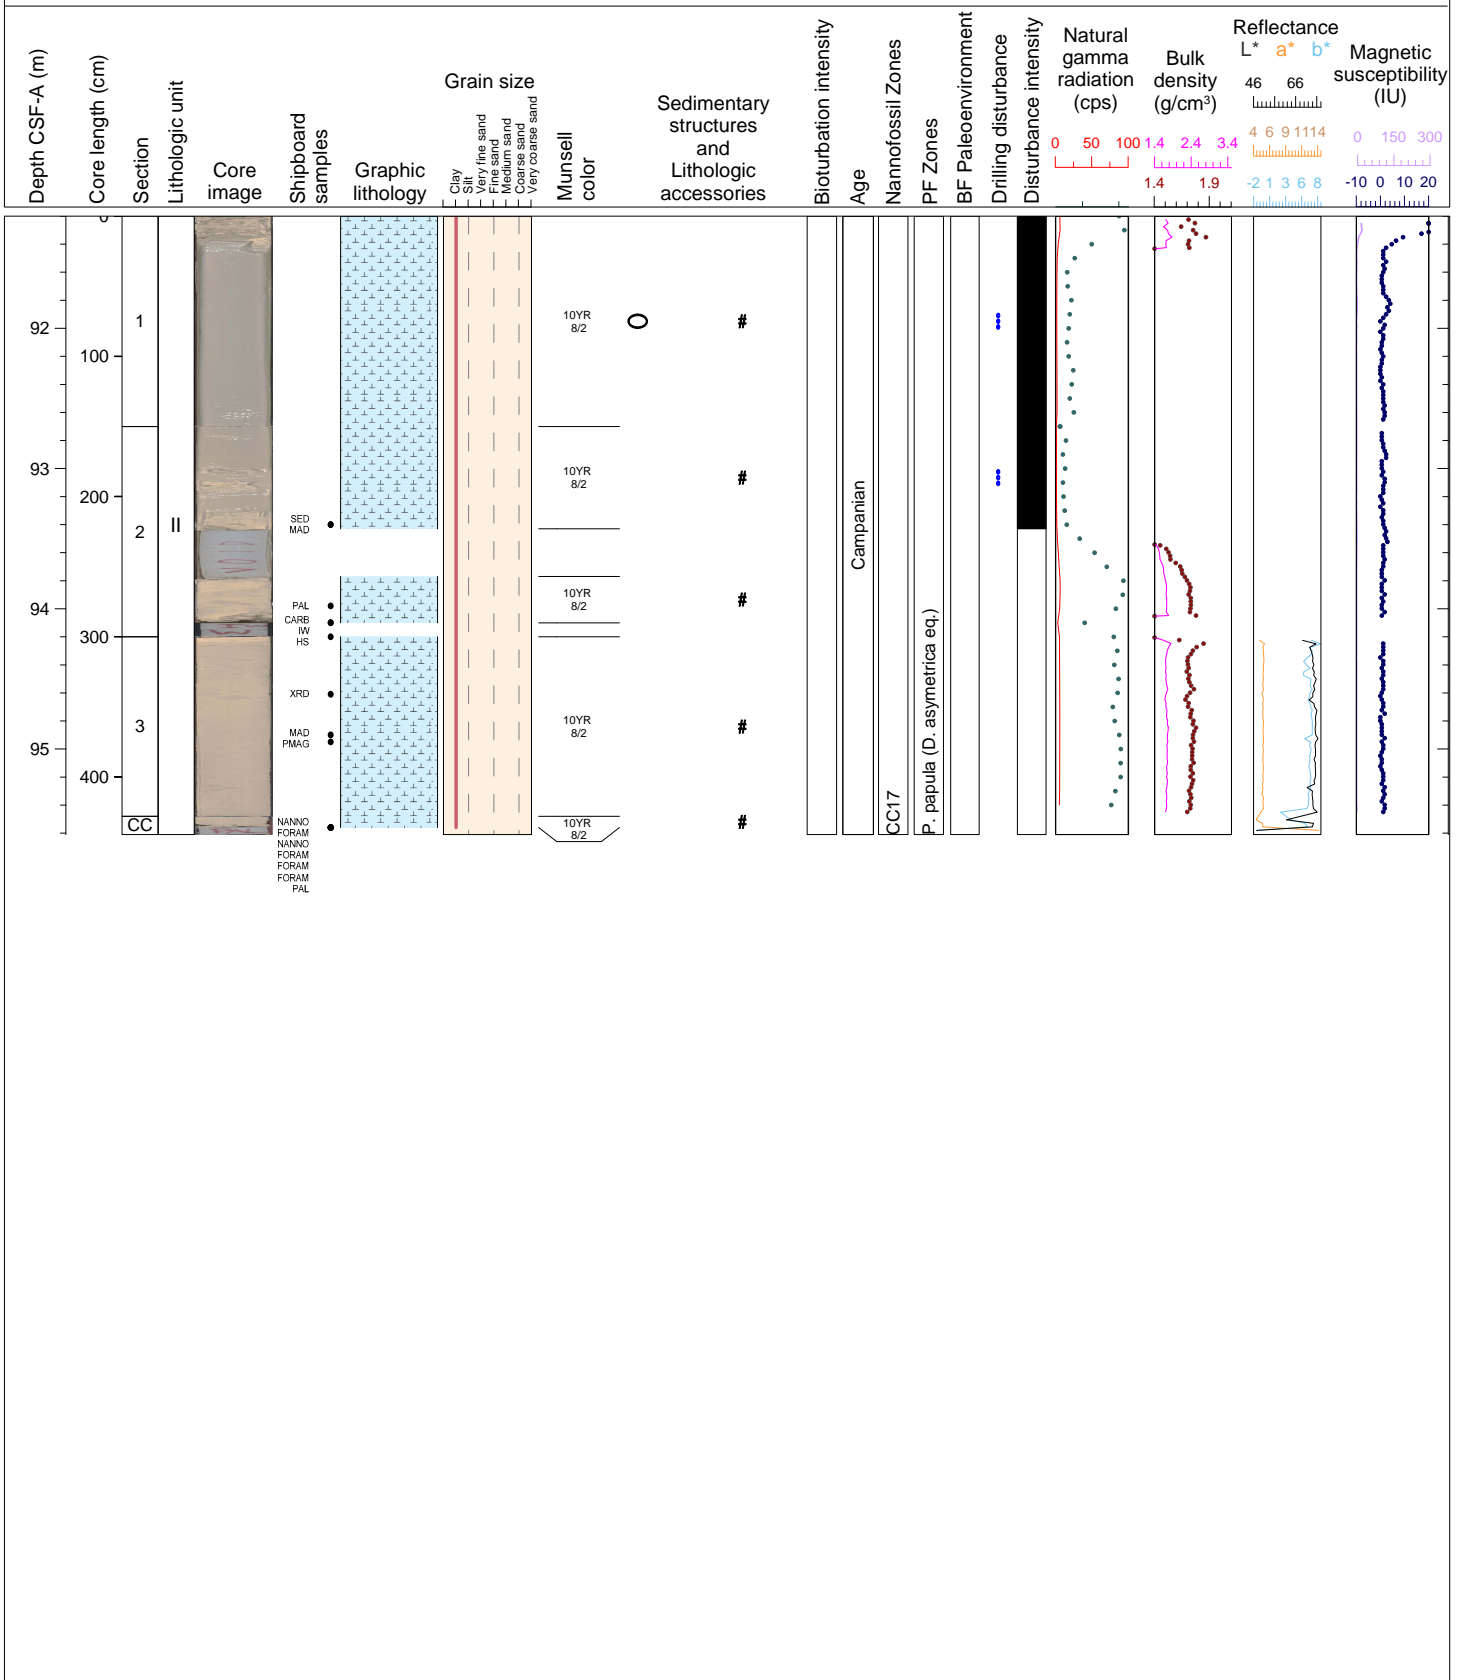 Depth CSF-A (m)
Core length (cm)
Section
Lithologic unit
Core
image
Shipboard
samples
Graphic
lithology
Grain size
Clay
Silt
Very fine sand
Fine sand
Medium sand
Coarse sand
Very coarse sand
Munsell
color
Sedimentary
structures
and
Lithologic
accessories
Bioturbation intensity
Age
Nannofossil Zones
PF Zones
BF Paleoenvironment
Drilling disturbance
Disturbance intensity
Natural
gamma
radiation
(cps)
0 50 100
Bulk
density
(g/cm³)
1.4 2.4 3.4
1.4 1.9
Reflectance
L* a* b*
46 66
4 6 9 11 14
-2 1 3 6 8
Magnetic
susceptibility
(IU)
0 150 300
-10 0 10 20
0
92
100
93
200
94
300
95
400
1
2
3
CC
II
SED
MAD
PAL
CARB
IW
HS
XRD
MAD
PMAG
NANNO
FORAM
NANNO
FORAM
FORAM
FORAM
PAL
10YR
8/2
10YR
8/2
10YR
8/2
10YR
8/2
10YR
8/2
#
#
#
#
#
Campanian
CC17
P. papula (D. asymetrica eq.)